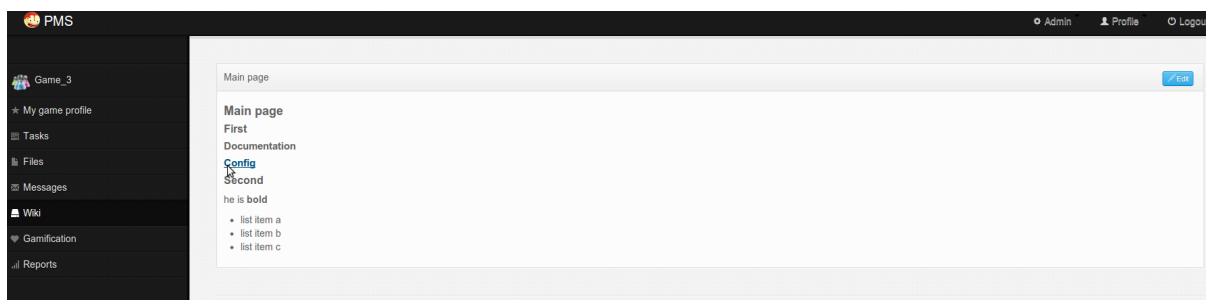 PMS
Admin
Profile
Logou
Game_3
My game profile
Tasks
Files
Messages
Wiki
Gamification
Reports
Main page
Edit
Main page
First
Documentation
Config
Second
he is bold
list item a
list item b
list item c